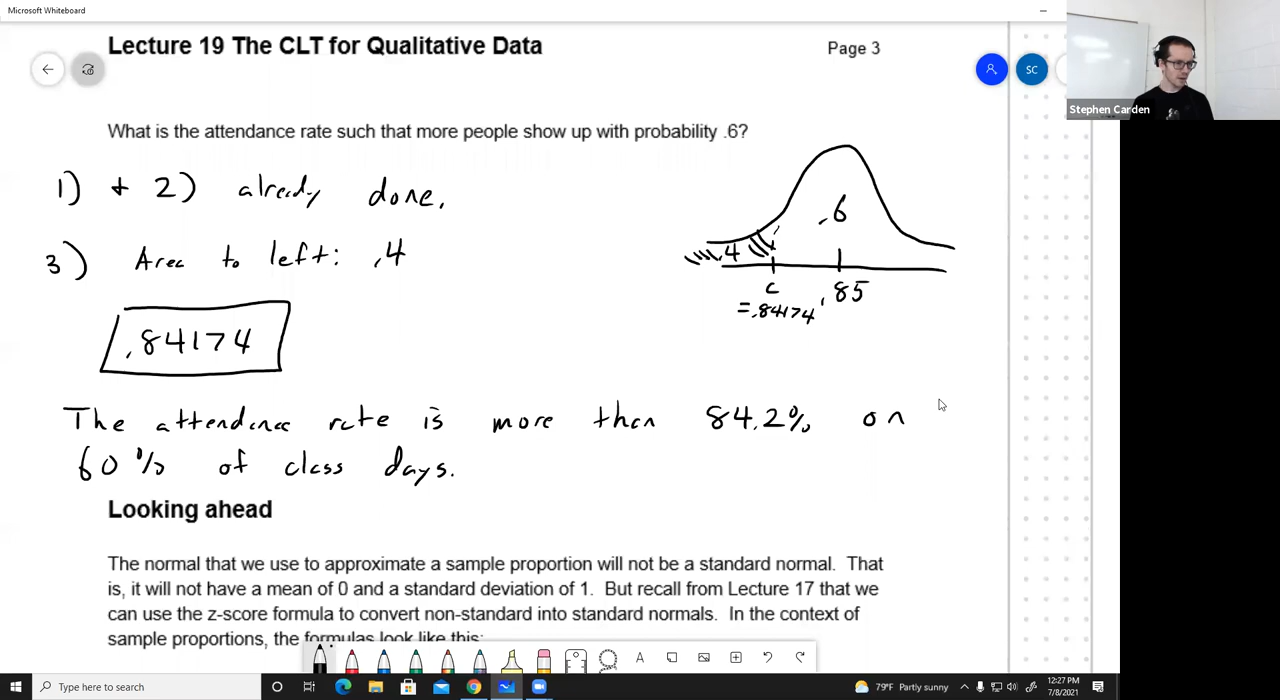 Microsoft Whiteboard
Lecture 19 The CLT for Qualitative Data
Page 3
SC
Stephen Carden
What is the attendance rate such that more people show up with probability .6?
1) + 2) already done.
3) Area to left: .4
.84174
.6
.4
c
.85
=.84174
The attendence rate is more than 84.2% on
60% of class days.
Looking ahead
The normal that we use to approximate a sample proportion will not be a standard normal. That
is, it will not have a mean of 0 and a standard deviation of 1. But recall from Lecture 17 that we
can use the z-score formula to convert non-standard into standard normals. In the context of
sample proportions, the formulas look like this:
A
Type here to search
79°F Partly sunny
12:27 PM
7/8/2021